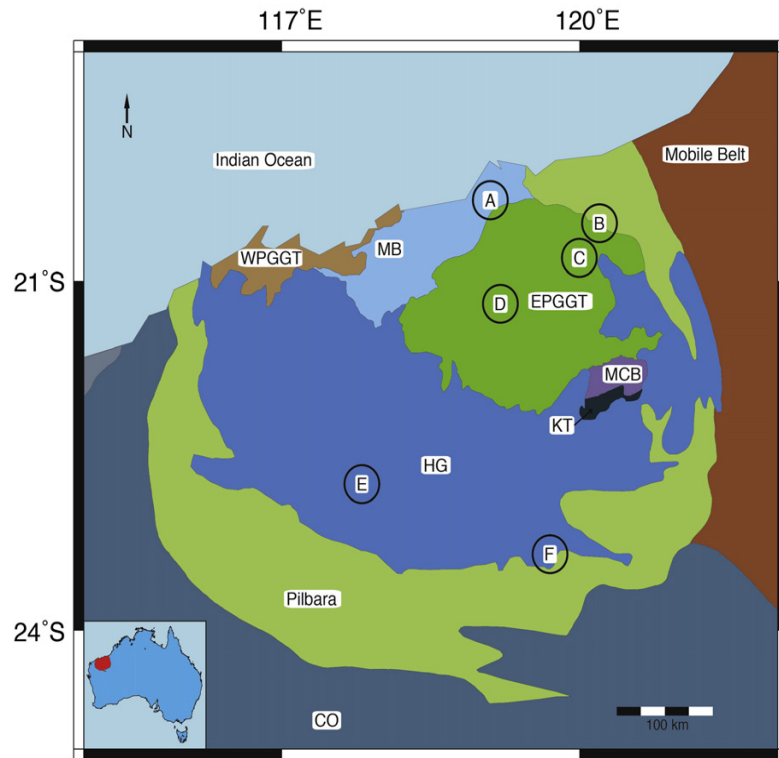 117°E
120°E
N
Indian Ocean
Mobile Belt
A
B
WPGGT
MB
C
21°S
D
EPGGT
MCB
KT
HG
E
F
Pilbara
24°S
CO
100 km